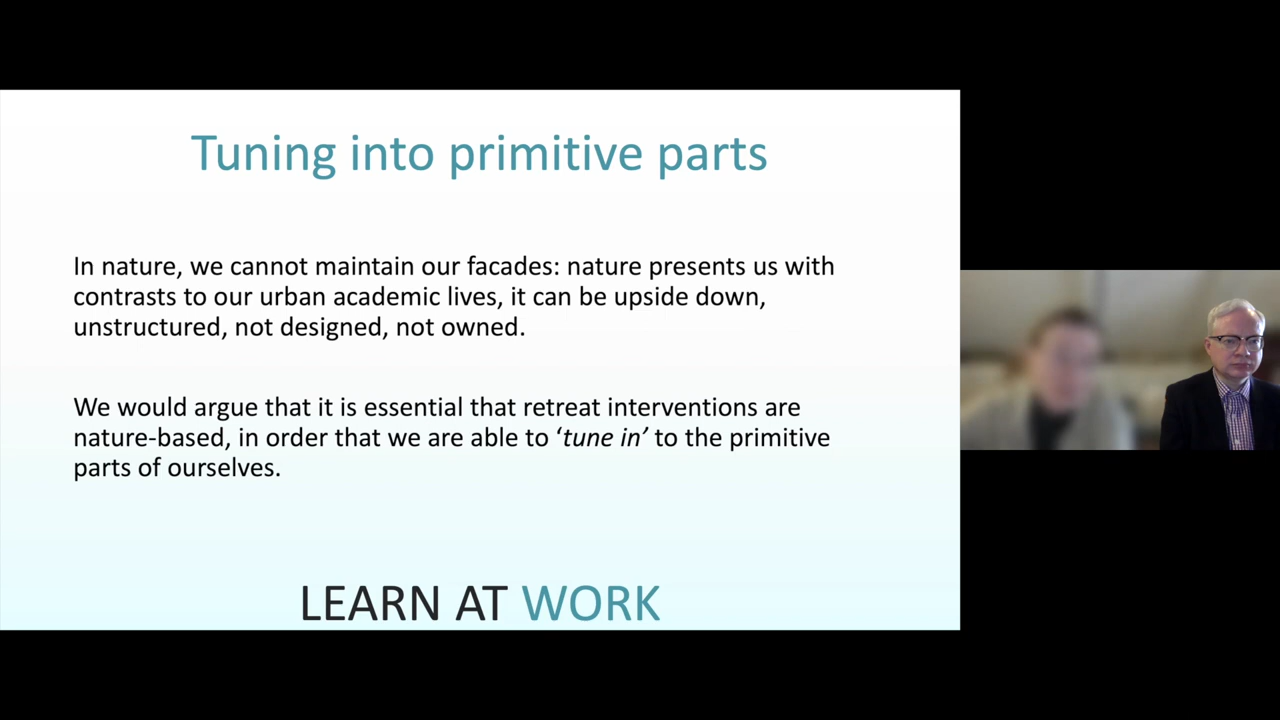 Tuning into primitive parts
In nature, we cannot maintain our facades: nature presents us with
contrasts to our urban academic lives, it can be upside down,
unstructured, not designed, not owned.
We would argue that it is essential that retreat interventions are
nature-based, in order that we are able to ‘tune in’ to the primitive
parts of ourselves.
LEARN AT WORK